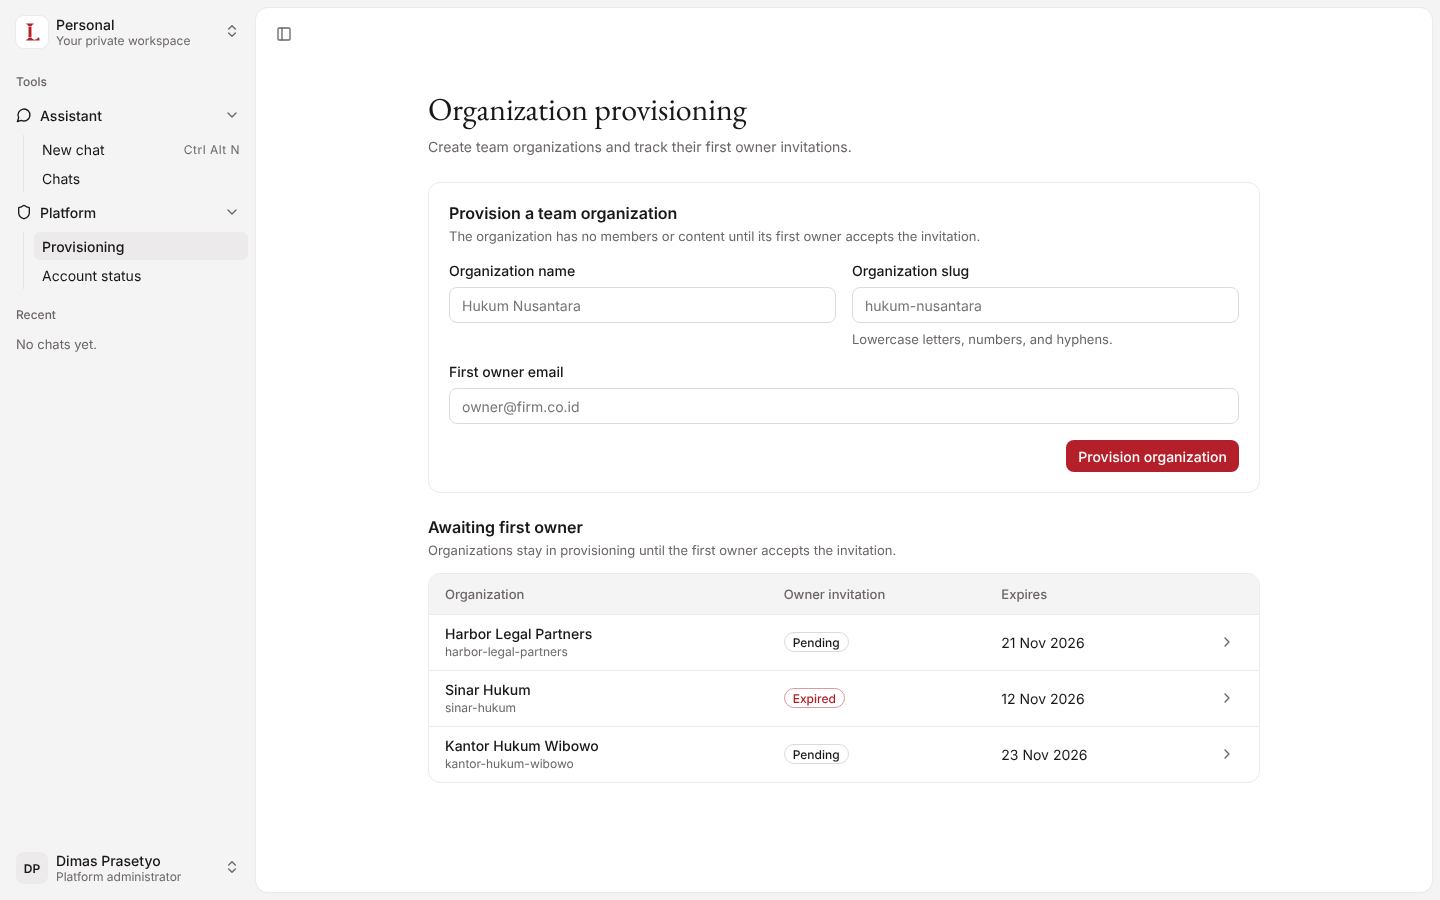 L
Personal
Your private workspace
Tools
Assistant
New chat
Ctrl Alt N
Chats
Platform
Provisioning
Account status
Recent
No chats yet.
DP
Dimas Prasetyo
Platform administrator
Organization provisioning
Create team organizations and track their first owner invitations.
Provision a team organization
The organization has no members or content until its first owner accepts the invitation.
Organization name
Organization slug
Hukum Nusantara
hukum-nusantara
Lowercase letters, numbers, and hyphens.
First owner email
owner@firm.co.id
Provision organization
Awaiting first owner
Organizations stay in provisioning until the first owner accepts the invitation.
Organization Owner invitation Expires
Harbor Legal Partners
harbor-legal-partners
Pending
21 Nov 2026
Sinar Hukum
sinar-hukum
Expired
12 Nov 2026
Kantor Hukum Wibowo
kantor-hukum-wibowo
Pending
23 Nov 2026